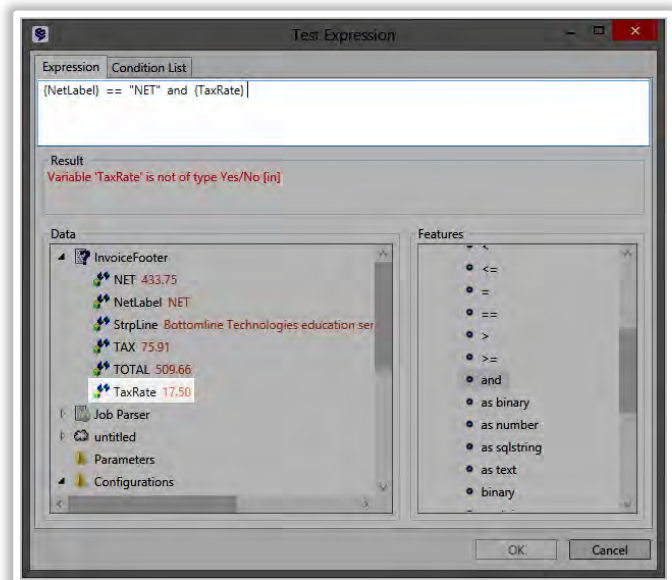 Test Expression
Expression Condition List
{NetLabel} == "NET" and {TaxRate}
Result
Variable 'TaxRate' is not of type Yes/No [in]
Data
InvoiceFooter
NET 433.75
NetLabel NET
StrpLine Bottomline Technologies education ser
TAX 75.91
TOTAL 509.66
TaxRate 17.50
Job Parser
untitled
Parameters
Configurations
Features
<=
=
==
>
>=
and
as binary
as number
as sqlstring
as text
binary
OK Cancel